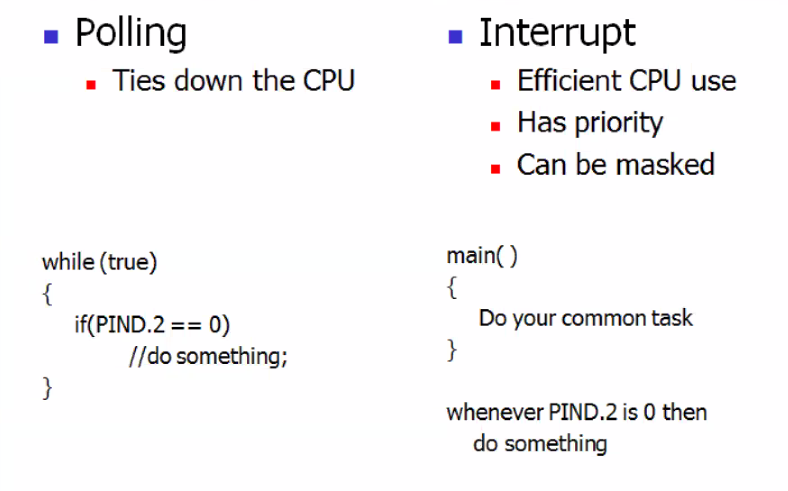 Polling
Ties down the CPU
while (true)
{
if(PIND.2 == 0)
//do something;
}
Interrupt
Efficient CPU use
Has priority
Can be masked
main( )
{
Do your common task
}
whenever PIND.2 is 0 then
do something